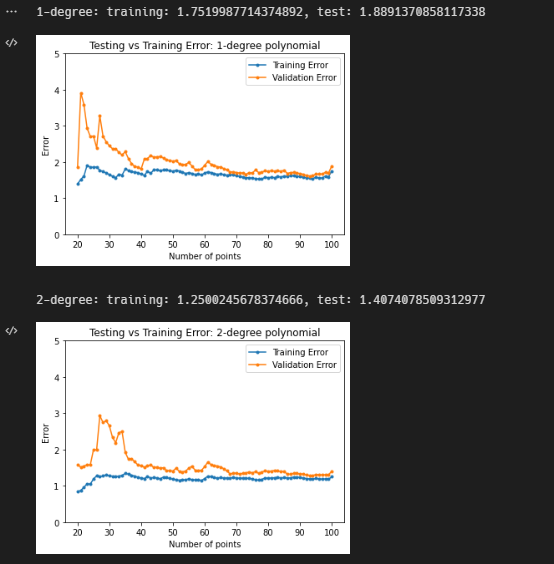 1-degree: training: 1.7519987714374892, test: 1.8891370858117338
Testing vs Training Error: 1-degree polynomial
Training Error
Validation Error
5
4
3
2
1
0
Error
20 30 40 50 60 70 80 90 100
Number of points
2-degree: training: 1.2500245678374666, test: 1.4074078509312977
Testing vs Training Error: 2-degree polynomial
Training Error
Validation Error
5
4
3
2
1
0
Error
20 30 40 50 60 70 80 90 100
Number of points